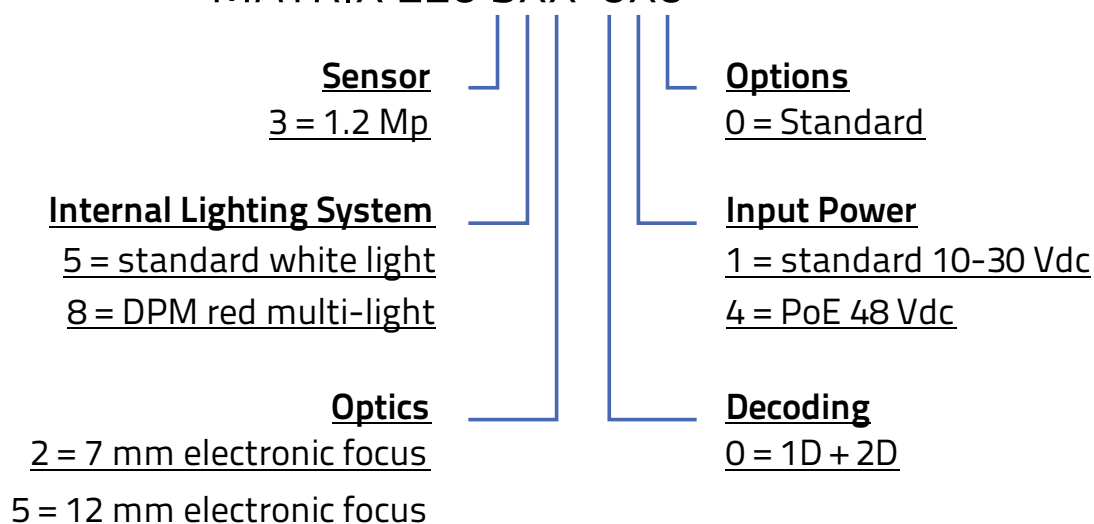 Sensor
3 = 1.2 Mp
Internal Lighting System
5 = standard white light
8 = DPM red multi-light
Optics
2 = 7 mm electronic focus
5 = 12 mm electronic focus
Options
0 = Standard
Input Power
1 = standard 10-30 Vdc
4 = PoE 48 Vdc
Decoding
0 = 1D + 2D